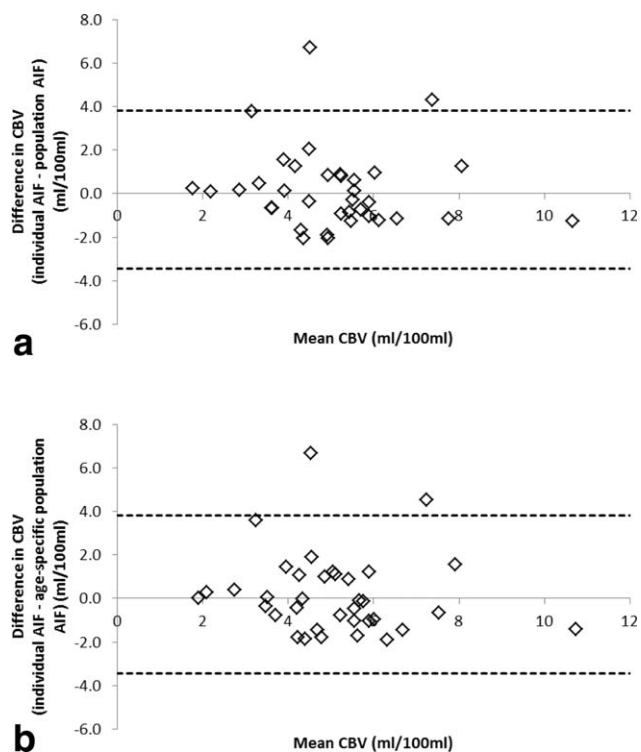 8.0
6.0
4.0
2.0
0.0
-2.0
-4.0
-6.0
0 2 4 6 8 10 12
Difference in CBV
(individual AIF - population AIF)
(ml/100ml)
Mean CBV (ml/100ml)
a
8.0
6.0
4.0
2.0
0.0
-2.0
-4.0
-6.0
0 2 4 6 8 10 12
Difference in CBV
(individual AIF - age-specific population
AIF) (ml/100ml)
Mean CBV (ml/100ml)
b